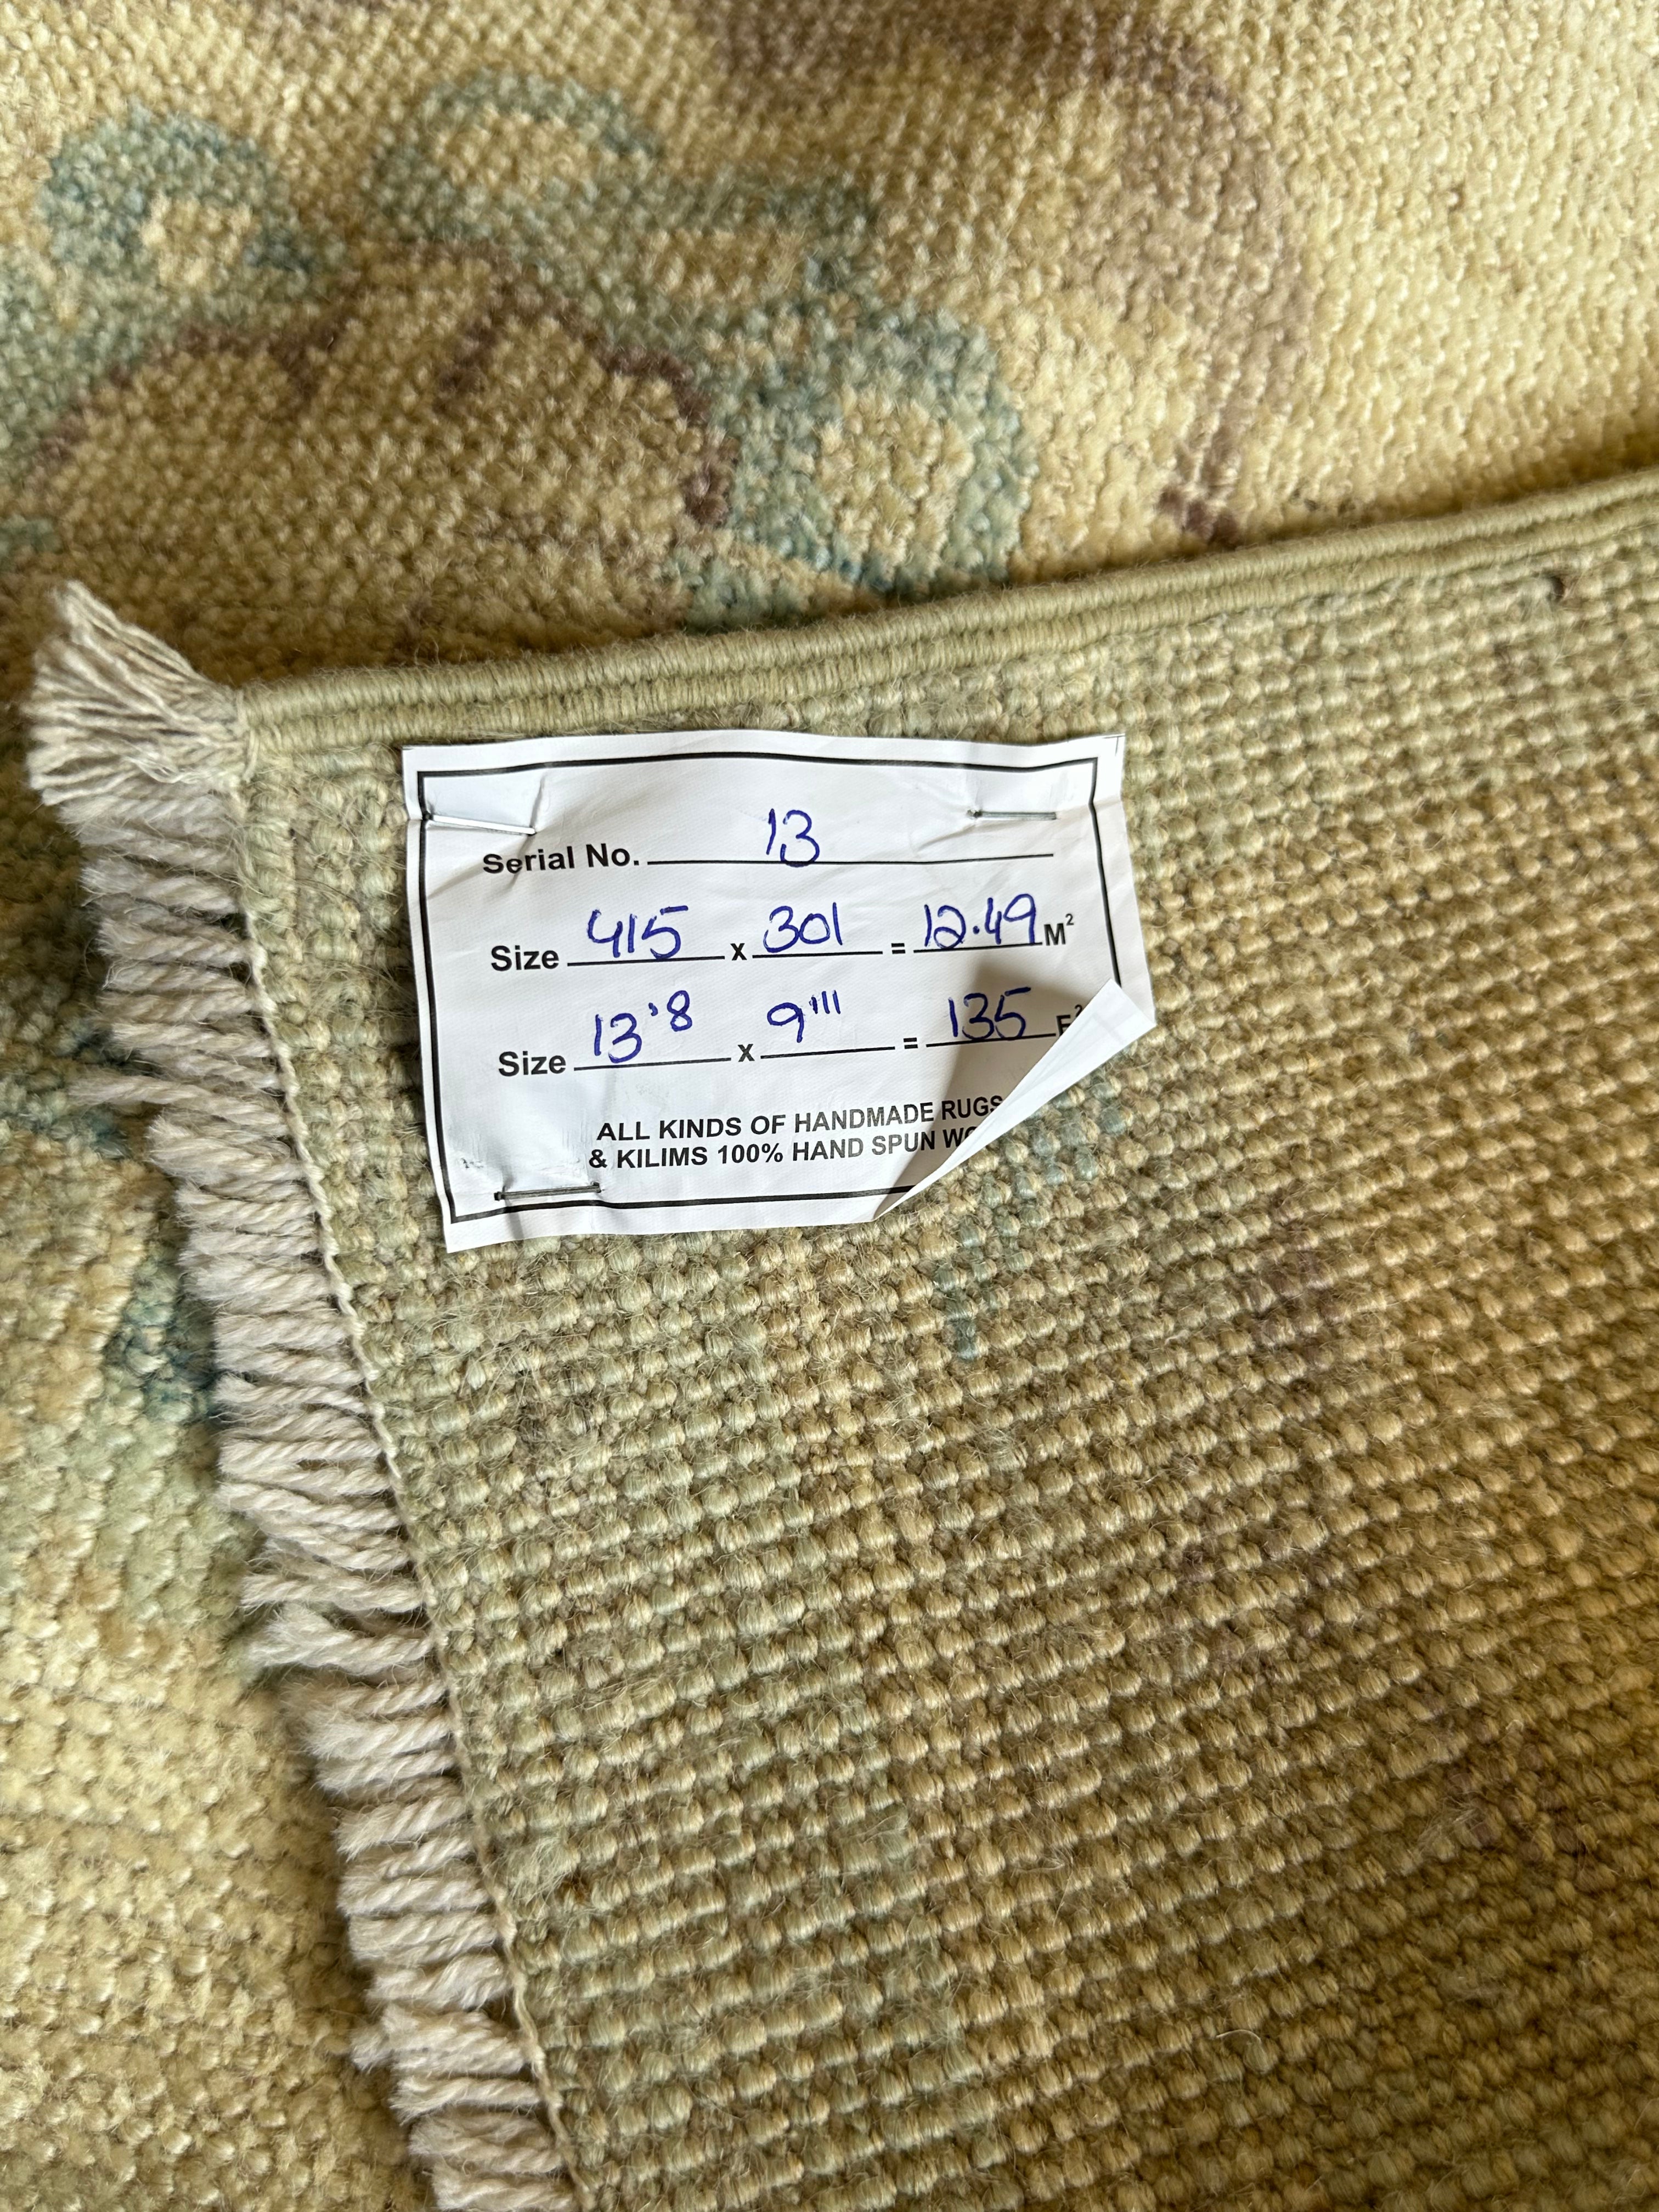 Serial No. 13
Size 415 x 301 = 12.49 M²
Size 13'8 x 9'11 = 135 F²
ALL KINDS OF HANDMADE RUGS
& KILIMS 100% HAND SPUN